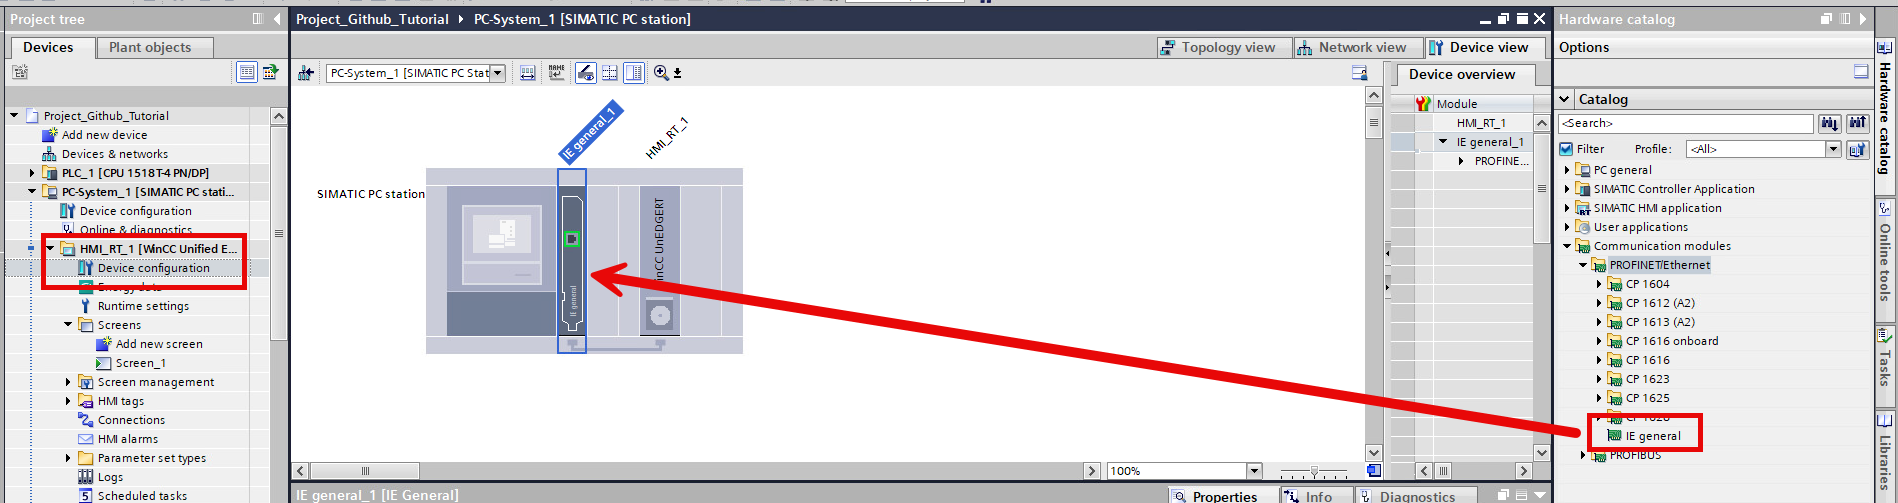 Project tree
Devices
Plant objects
Project_Github_Tutorial
Add new device
Devices & networks
PLC_1 [CPU 1518T-4 PN/DP]
PC-System_1 [SIMATIC PC stati...
Device configuration
Online & diagnostics
HMI_RT_1 [WinCC Unified E...
Device configuration
Energy data
Runtime settings
Screens
Add new screen
Screen_1
Screen management
HMI tags
Connections
HMI alarms
Parameter set types
Logs
Scheduled tasks
Project_Github_Tutorial
PC-System_1 [SIMATIC PC station]
Topology view
Network view
Device view
PC-System_1 [SIMATIC PC Stat
NAME
IE general_1
HMI_RT_1
SIMATIC PC station
IE general
inCC UnEDGERT
100%
IE general_1 [IE General]
Properties
Info
Diagnostics
Device overview
Module
HMI_RT_1
IE general_1
PROFINE...
Hardware catalog
Options
Catalog
<Search>
Filter
Profile:
<All>
PC general
SIMATIC Controller Application
SIMATIC HMI application
User applications
Communication modules
PROFINET/Ethernet
CP 1604
CP 1612 (A2)
CP 1613 (A2)
CP 1616 onboard
CP 1616
CP 1623
CP 1625
CP 1628
IE general
PROFIBUS
Hardware catalog
Online tools
Tasks
Libraries